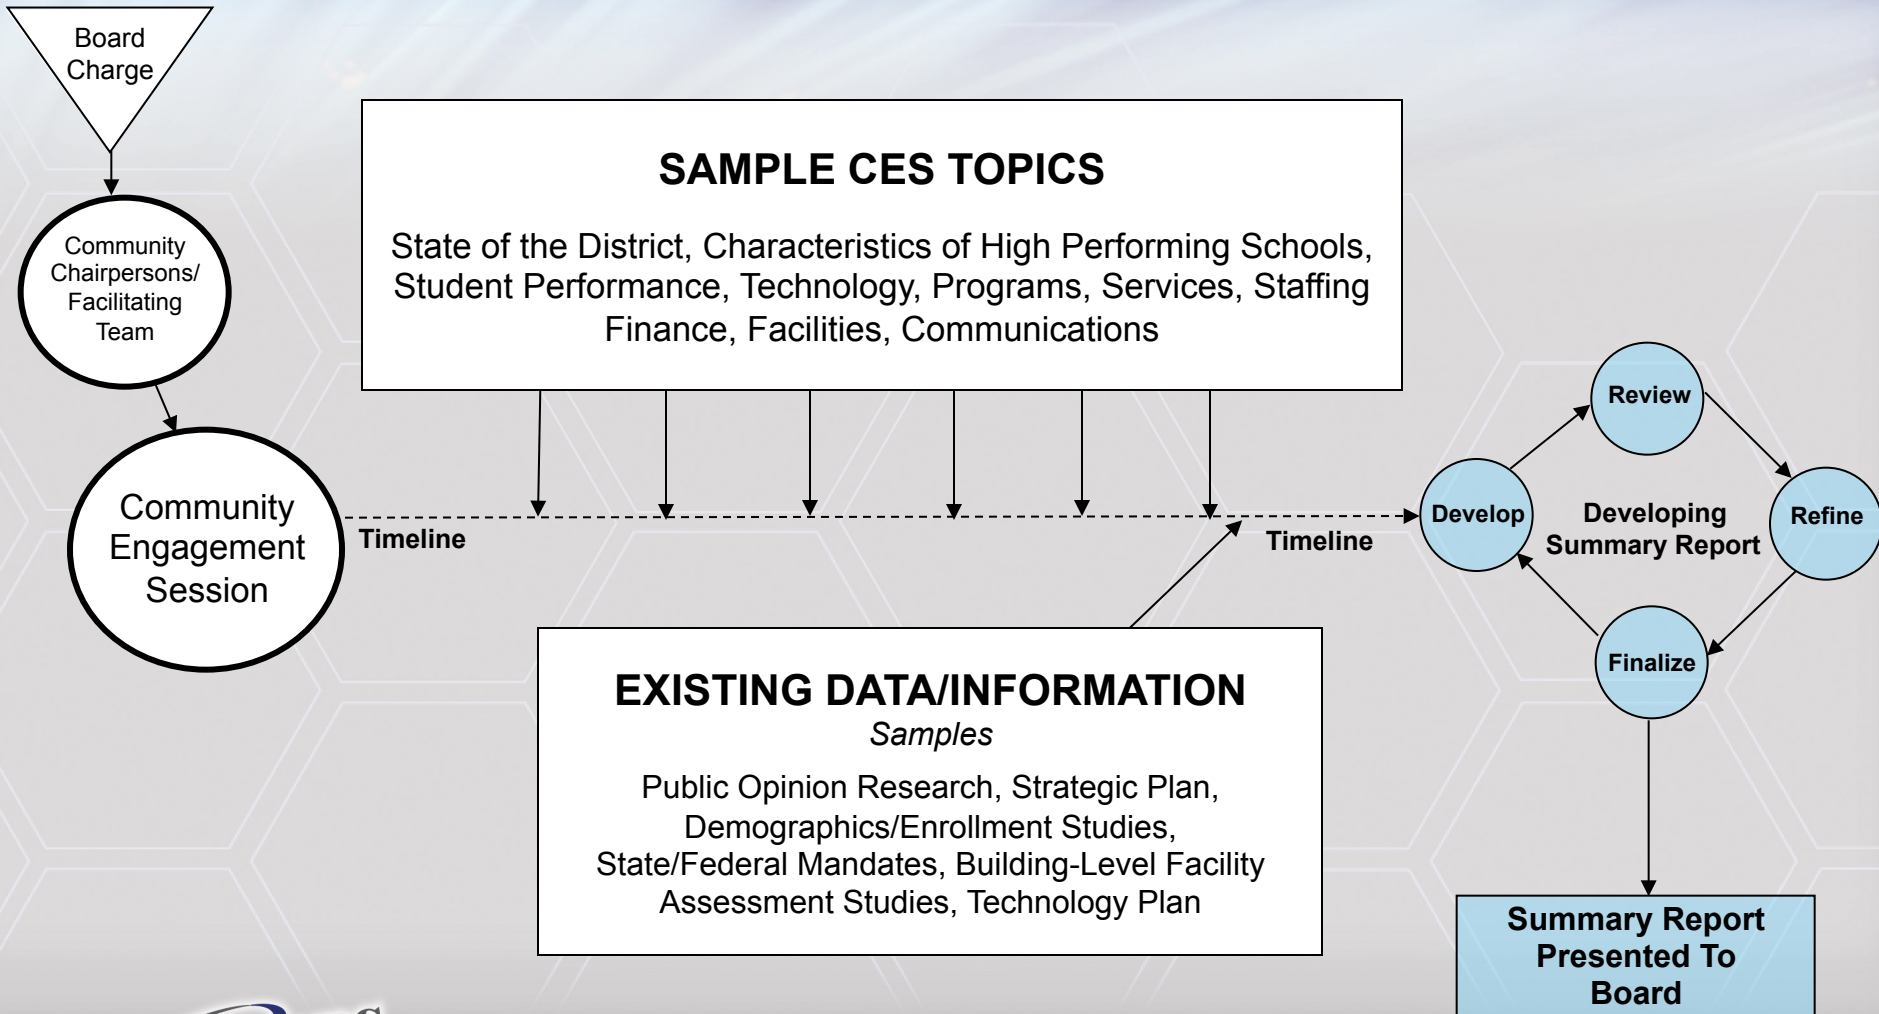 Board
Charge
Community
Chairpersons/
Facilitating
Team
Community
Engagement
Session
SAMPLE CES TOPICS
State of the District, Characteristics of High Performing Schools,
Student Performance, Technology, Programs, Services, Staffing
Finance, Facilities, Communications
Timeline
Timeline
EXISTING DATA/INFORMATION
Samples
Public Opinion Research, Strategic Plan,
Demographics/Enrollment Studies,
State/Federal Mandates, Building-Level Facility
Assessment Studies, Technology Plan
Review
Develop
Developing
Summary Report
Refine
Finalize
Summary Report
Presented To
Board